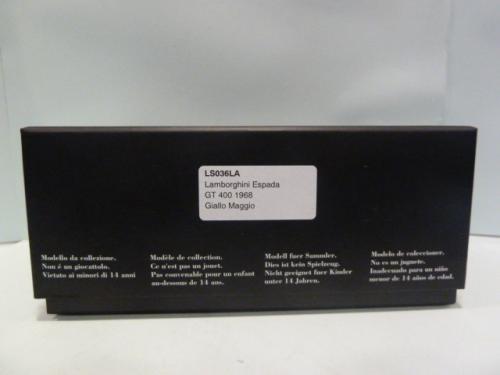 LS036LA
Lamborghini Espada
GT 400 1968
Giallo Maggio
Modello da collezione.
Non è un giocattolo.
Vietato ai minori di 14 anni
Modèle de collection.
Ce n'est pas un jouet.
Pas convenable pour un enfant
au-dessous de 14 ans.
Modell fuer Sammler.
Dies ist kein Spielzeug.
Nicht geeignet fuer Kinder
unter 14 Jahren.
Modelo de coleccioner.
No es un juguete.
Inadecuado para un niño
menor de 14 años de edad.